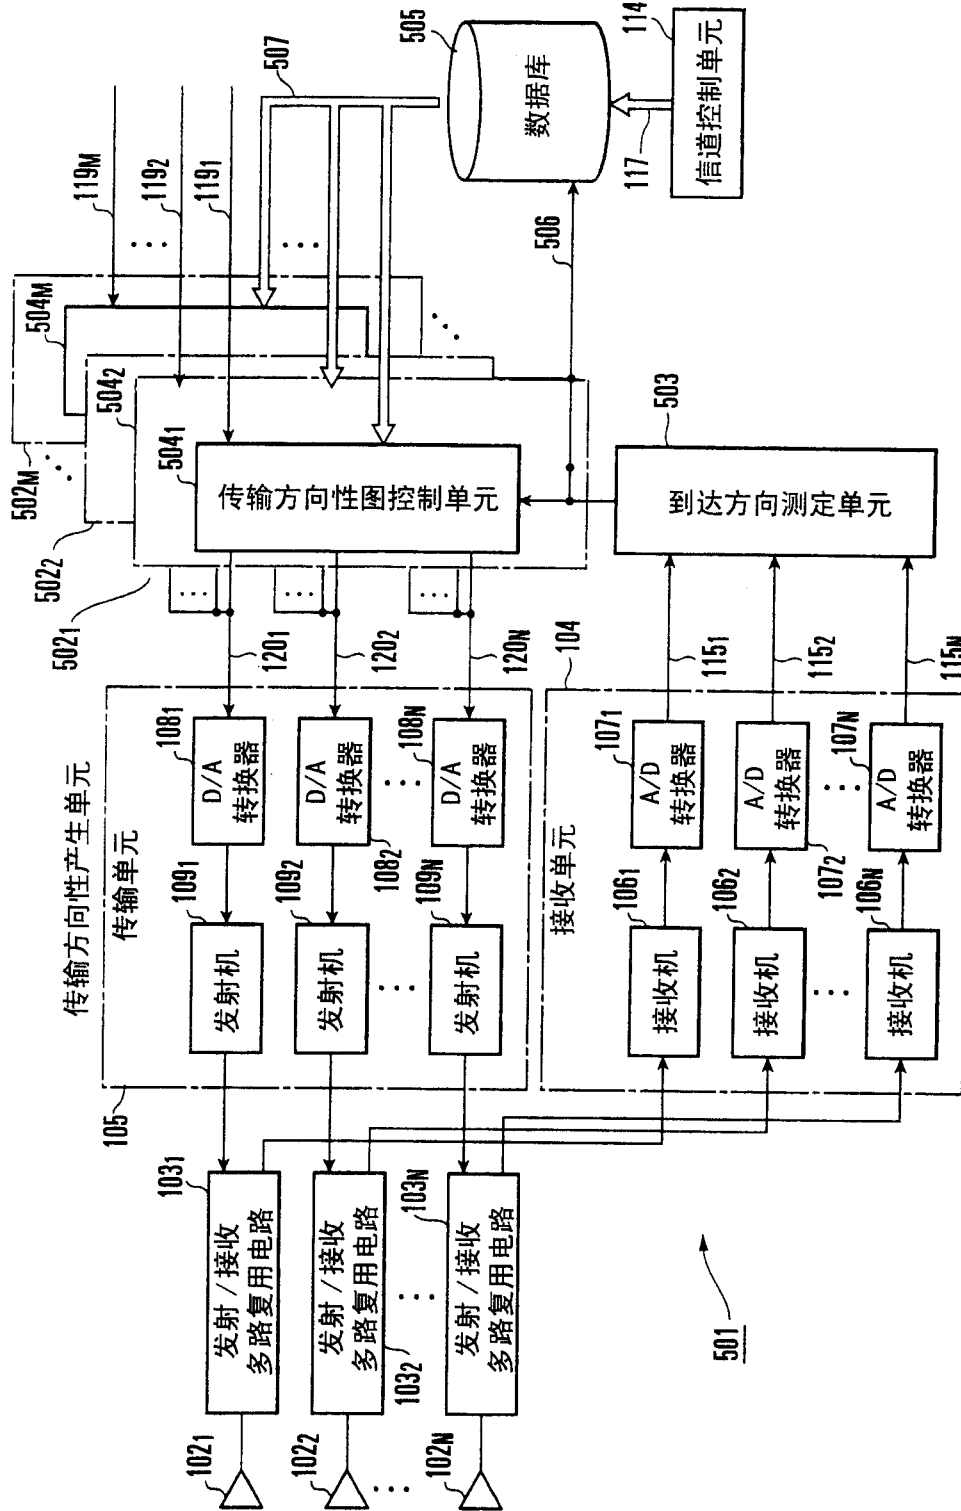 501
102₁
102₂
102N
103₁
发射/接收
多路复用电路
发射/接收
多路复用电路
103₂
103N
发射/接收
多路复用电路
105
传输方向性产生单元
传输单元
109₁
发射机
109₂
发射机
109N
发射机
108₁
D/A
转换器
D/A
转换器
108₂
108N
D/A
转换器
104
接收单元
106₁
接收机
106₂
接收机
106N
接收机
107₁
A/D
转换器
A/D
转换器
107₂
107N
A/D
转换器
120₁
120₂
120N
115₁
115₂
115N
502₁
502₂
502M
504₁
传输方向性图控制单元
504₂
504M
503
到达方向测定单元
119M
119₂
119₁
507
506
505
数据库
117
114
信道控制单元